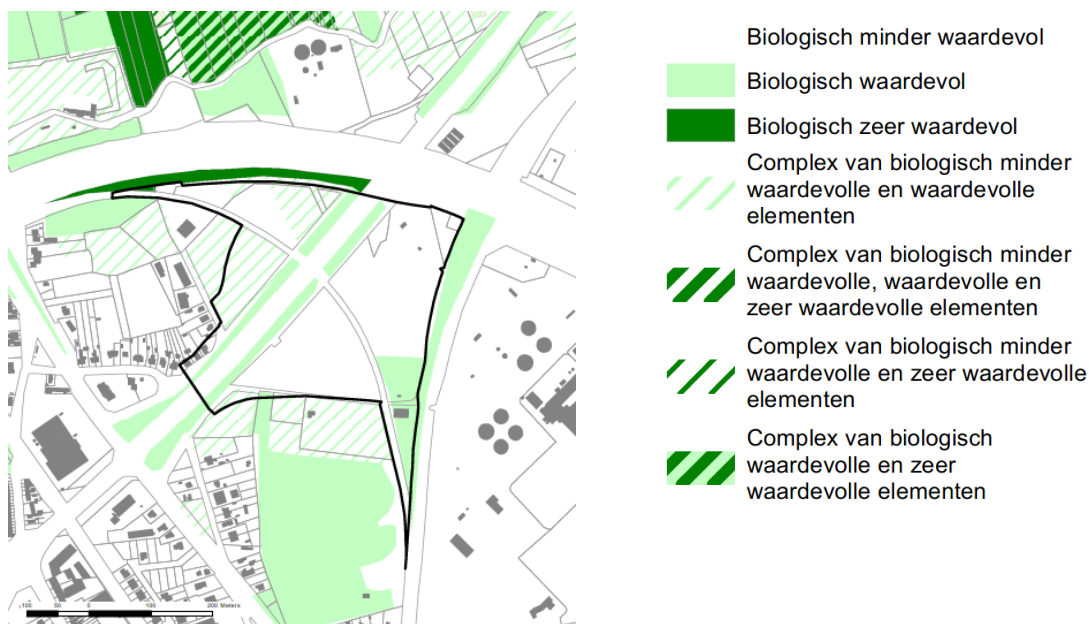 Biologisch minder waardevol
Biologisch waardevol
Biologisch zeer waardevol
Complex van biologisch minder
waardevolle en waardevolle
elementen
Complex van biologisch minder
waardevolle, waardevolle en
zeer waardevolle elementen
Complex van biologisch minder
waardevolle en zeer waardevolle
elementen
Complex van biologisch
waardevolle en zeer
waardevolle elementen
100 50 0 100 200 Meters